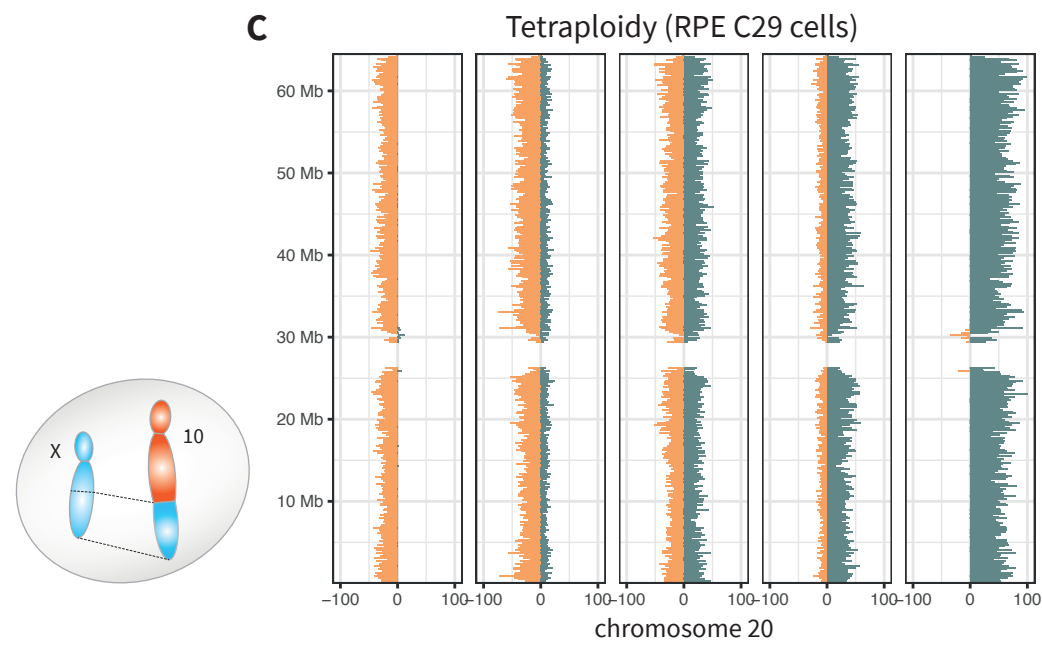 C
Tetraploidy (RPE C29 cells)
60 Mb
50 Mb
40 Mb
30 Mb
20 Mb
10 Mb
X
10
−100 0 100 −100 0 100 −100 0 100 −100 0 100 −100 0 100
chromosome 20